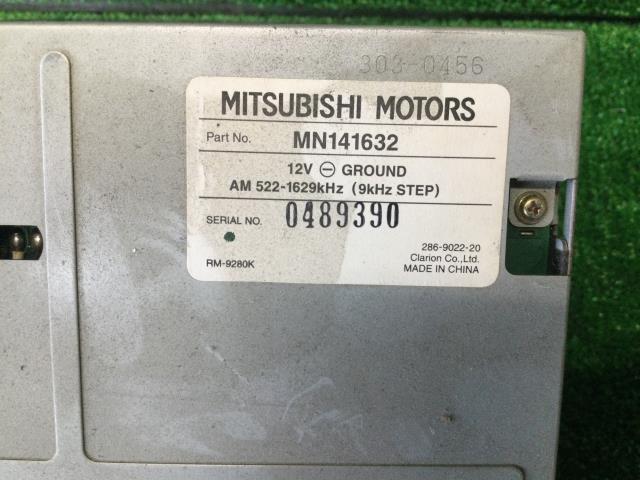 303-0456
MITSUBISHI MOTORS
Part No. MN141632
12V ⊖ GROUND
AM 522-1629kHz (9kHz STEP)
SERIAL NO. 0489390
286-9022-20
RM-9280K Clarion Co.,Ltd.
MADE IN CHINA